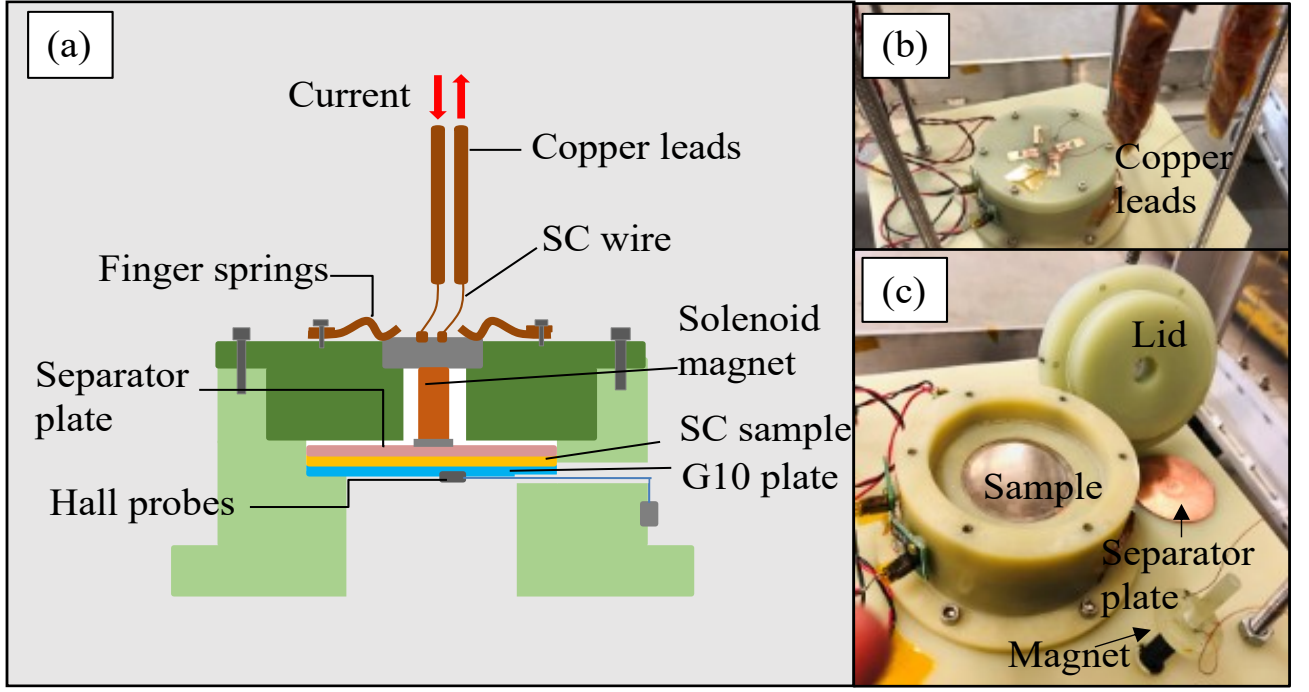 (a)
Current
Copper leads
SC wire
Finger springs
Solenoid
magnet
Separator
plate
SC sample
G10 plate
Hall probes
(b)
Copper
leads
(c)
Lid
Sample
Separator
plate
Magnet